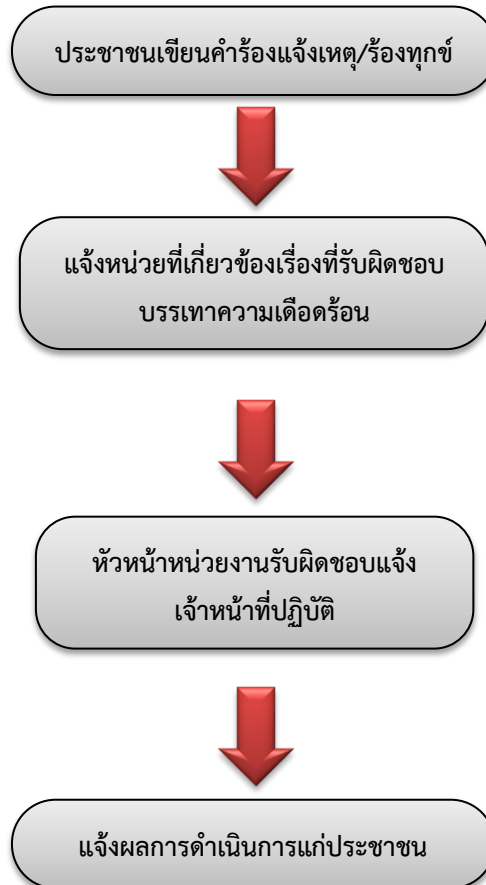 ประชาชนเขียนคำร้องแจ้งเหตุ/ร้องทุกข์
แจ้งหน่วยที่เกี่ยวข้องเรื่องที่รับผิดชอบ
บรรเทาความเดือดร้อน
หัวหน้าหน่วยงานรับผิดชอบแจ้ง
เจ้าหน้าที่ปฏิบัติ
แจ้งผลการดำเนินการแก่ประชาชน